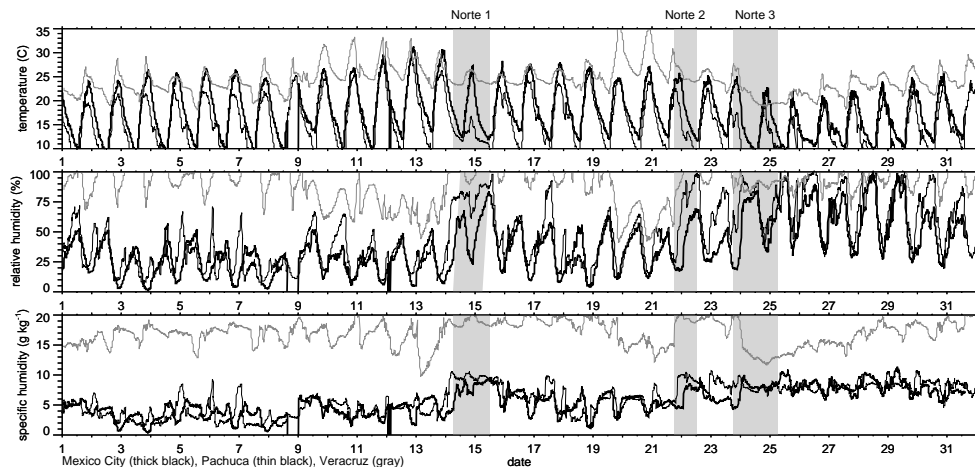 Norte 1 Norte 2 Norte 3
temperature (C)
35
30
25
20
15
10
1 3 5 7 9 11 13 15 17 19 21 23 25 27 29 31
relative humidity (%)
100
75
50
25
0
1 3 5 7 9 11 13 15 17 19 21 23 25 27 29 31
specific humidity (g kg-1)
20
15
10
5
0
1 3 5 7 9 11 13 15 17 19 21 23 25 27 29 31
Mexico City (thick black), Pachuca (thin black), Veracruz (gray) date